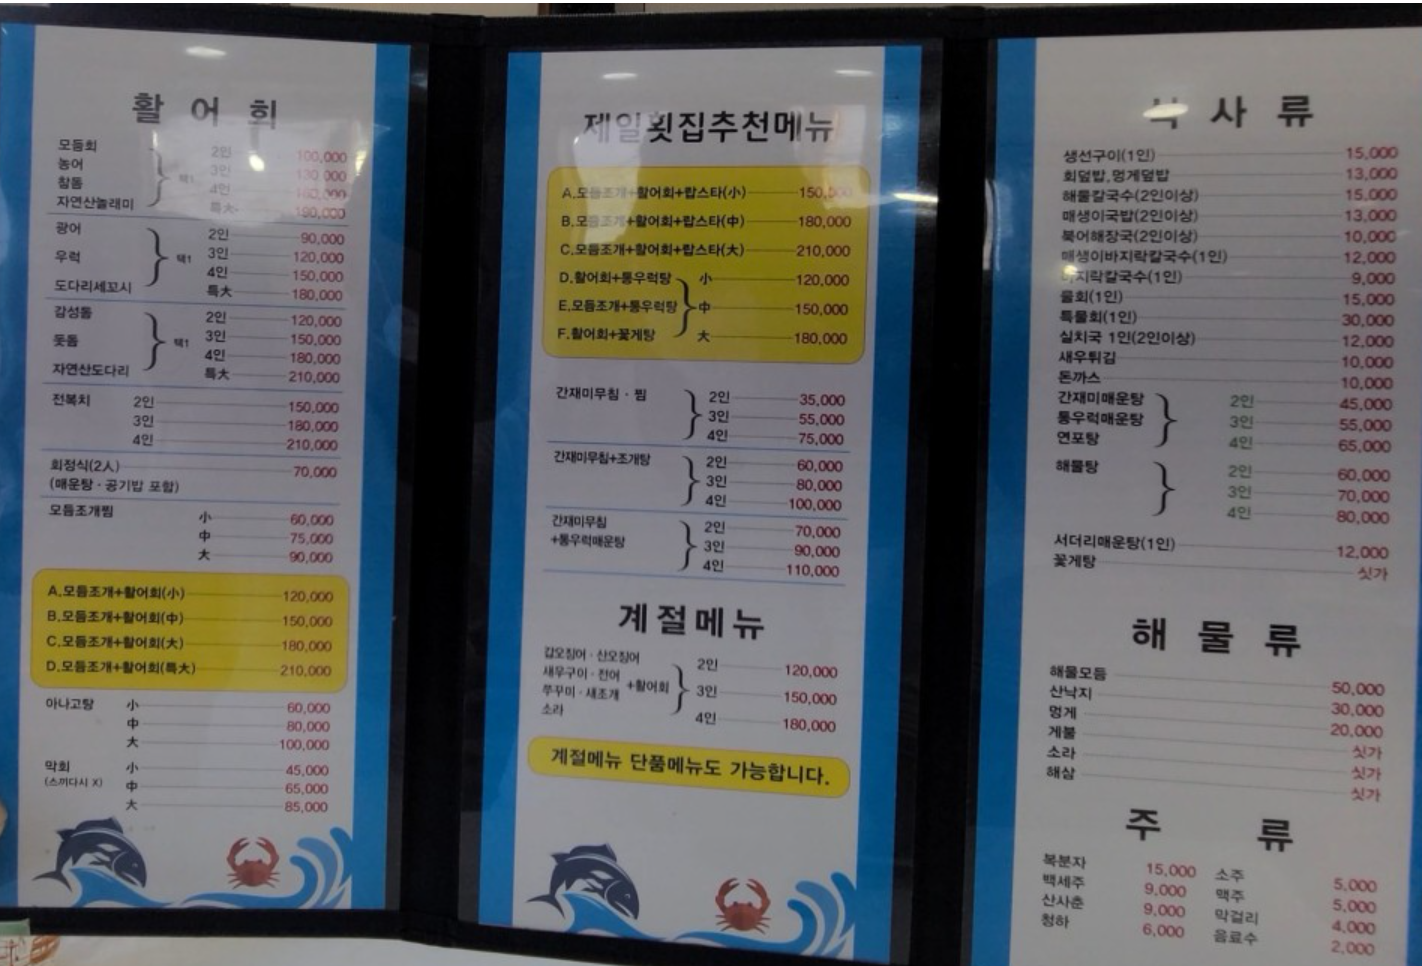 활어회
모듬회
농어
참돔
자연산놀래미
택1
2인 100,000
3인 130,000
4인 160,000
특大 190,000
광어
우럭
도다리세꼬시
택1
2인 90,000
3인 120,000
4인 150,000
특大 180,000
감성돔
돗돔
자연산도다리
택1
2인 120,000
3인 150,000
4인 180,000
특大 210,000
전복치 2인 150,000
3인 180,000
4인 210,000
회정식(2人) 70,000
(매운탕·공기밥 포함)
모듬조개찜
小 60,000
中 75,000
大 90,000
A.모듬조개+활어회(小) 120,000
B.모듬조개+활어회(中) 150,000
C.모듬조개+활어회(大) 180,000
D.모듬조개+활어회(特大) 210,000
아나고탕 小 60,000
中 80,000
大 100,000
막회 小 45,000
(스끼다시 X) 中 65,000
大 85,000
제일횟집추천메뉴
A.모듬조개+활어회+랍스타(小) 150,000
B.모듬조개+활어회+랍스타(中) 180,000
C.모듬조개+활어회+랍스타(大) 210,000
D.활어회+통우럭탕 小 120,000
E.모듬조개+통우럭탕 中 150,000
F.활어회+꽃게탕 大 180,000
간재미무침·찜 2인 35,000
3인 55,000
4인 75,000
간재미무침+조개탕 2인 60,000
3인 80,000
4인 100,000
간재미무침 2인 70,000
+통우럭매운탕 3인 90,000
4인 110,000
계절메뉴
갑오징어·산오징어
새우구이·전어
쭈꾸미·새조개
소라
+활어회
2인 120,000
3인 150,000
4인 180,000
계절메뉴 단품메뉴도 가능합니다.
식사류
생선구이(1인) 15,000
회덮밥,멍게덮밥 13,000
해물칼국수(2인이상) 15,000
매생이국밥(2인이상) 13,000
북어해장국(2인이상) 10,000
매생이바지락칼국수(1인) 12,000
바지락칼국수(1인) 9,000
물회(1인) 15,000
특물회(1인) 30,000
실치국 1인(2인이상) 12,000
새우튀김 10,000
돈까스 10,000
간재미매운탕 2인 45,000
통우럭매운탕 3인 55,000
연포탕 4인 65,000
해물탕 2인 60,000
3인 70,000
4인 80,000
서더리매운탕(1인) 12,000
꽃게탕 싯가
해물류
해물모듬 50,000
산낙지 30,000
멍게 20,000
게불 싯가
소라 싯가
해삼 싯가
주류
복분자 15,000 소주 5,000
백세주 9,000 맥주 5,000
산사춘 9,000 막걸리 4,000
청하 6,000 음료수 2,000